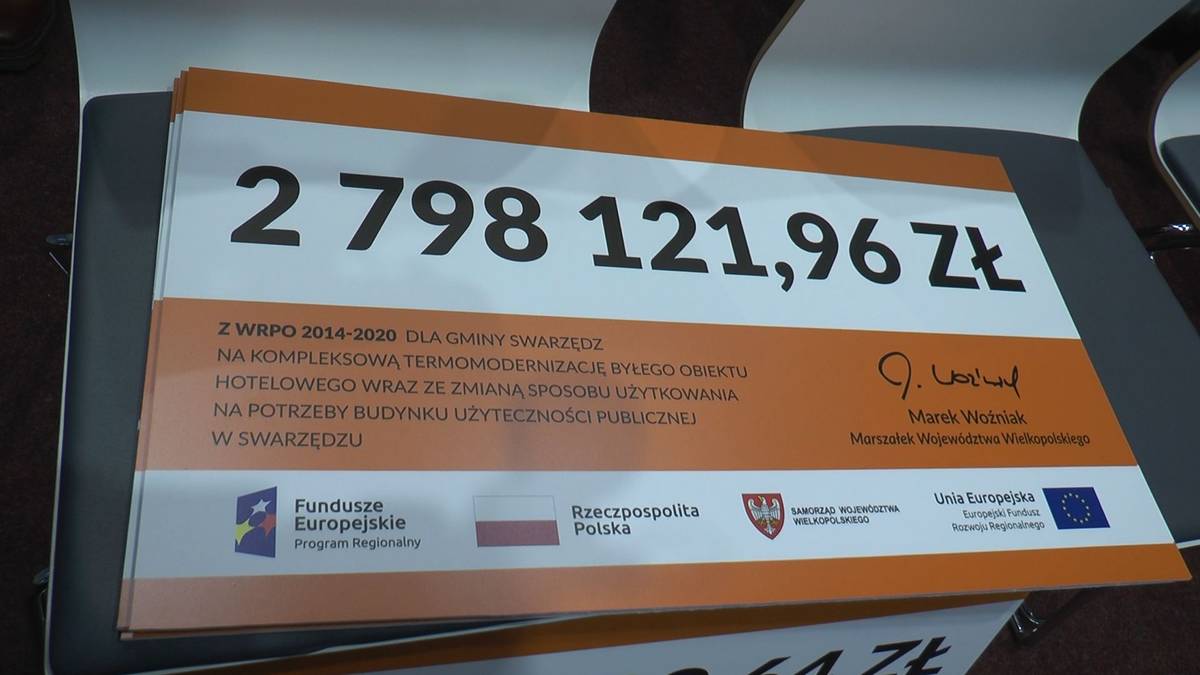 2 798 121,96 ZŁ
Z WRPO 2014-2020 DLA GMINY SWARZĘDZ
NA KOMPLEKSOWĄ TERMOMODERNIZACJĘ BYŁEGO OBIEKTU
HOTELOWEGO WRAZ ZE ZMIANĄ SPOSOBU UŻYTKOWANIA
NA POTRZEBY BUDYNKU UŻYTECZNOŚCI PUBLICZNEJ
W SWARZĘDZU
Marek Woźniak
Marszałek Województwa Wielkopolskiego
Fundusze
Europejskie
Program Regionalny
Rzeczpospolita
Polska
SAMORZĄD WOJEWÓDZTWA
WIELKOPOLSKIEGO
Unia Europejska
Europejski Fundusz
Rozwoju Regionalnego
64 ZŁ